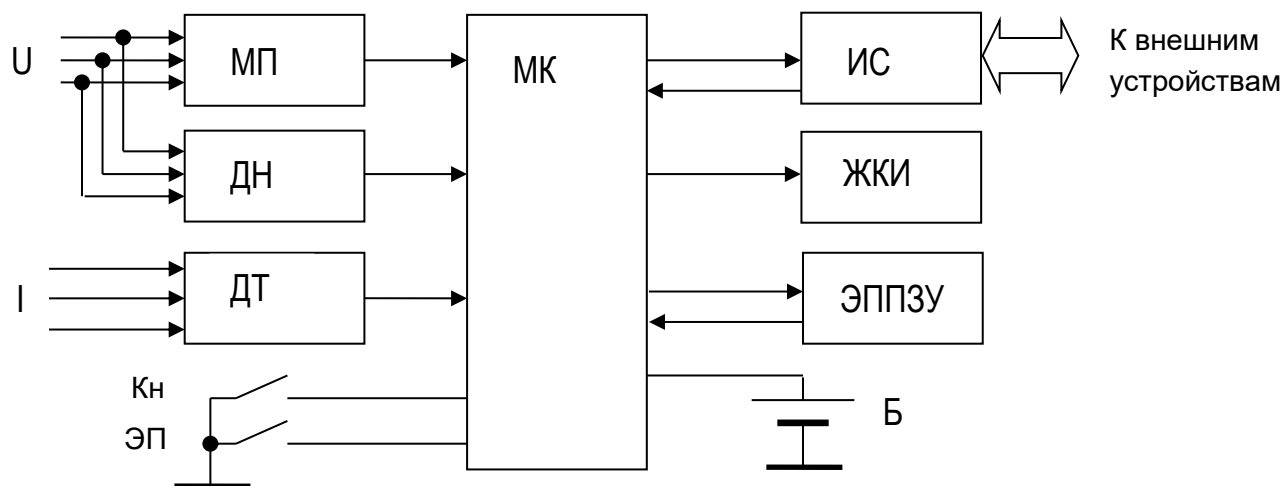 U
МП
МК
ИС
К внешним
устройствам
ДН
ЖКИ
I
ДТ
ЭППЗУ
Кн
ЭП
Б